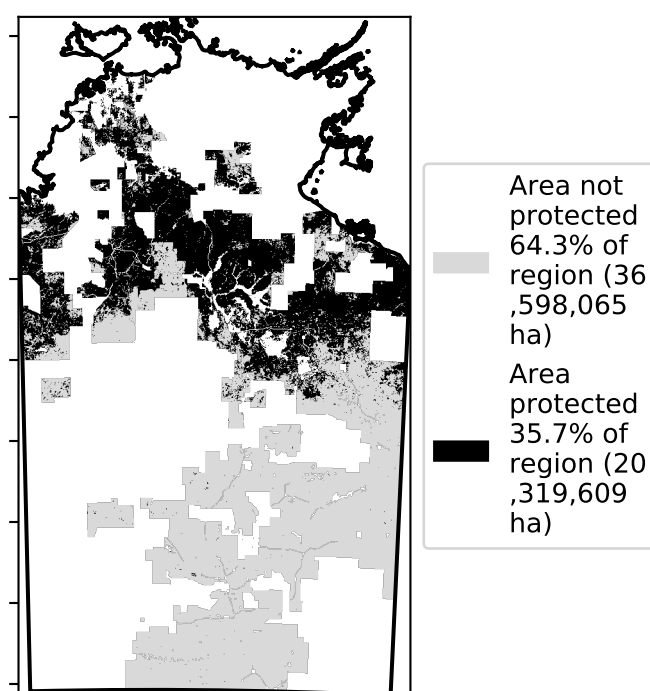 Area not
protected
64.3% of
region (36
,598,065
ha)
Area
protected
35.7% of
region (20
,319,609
ha)